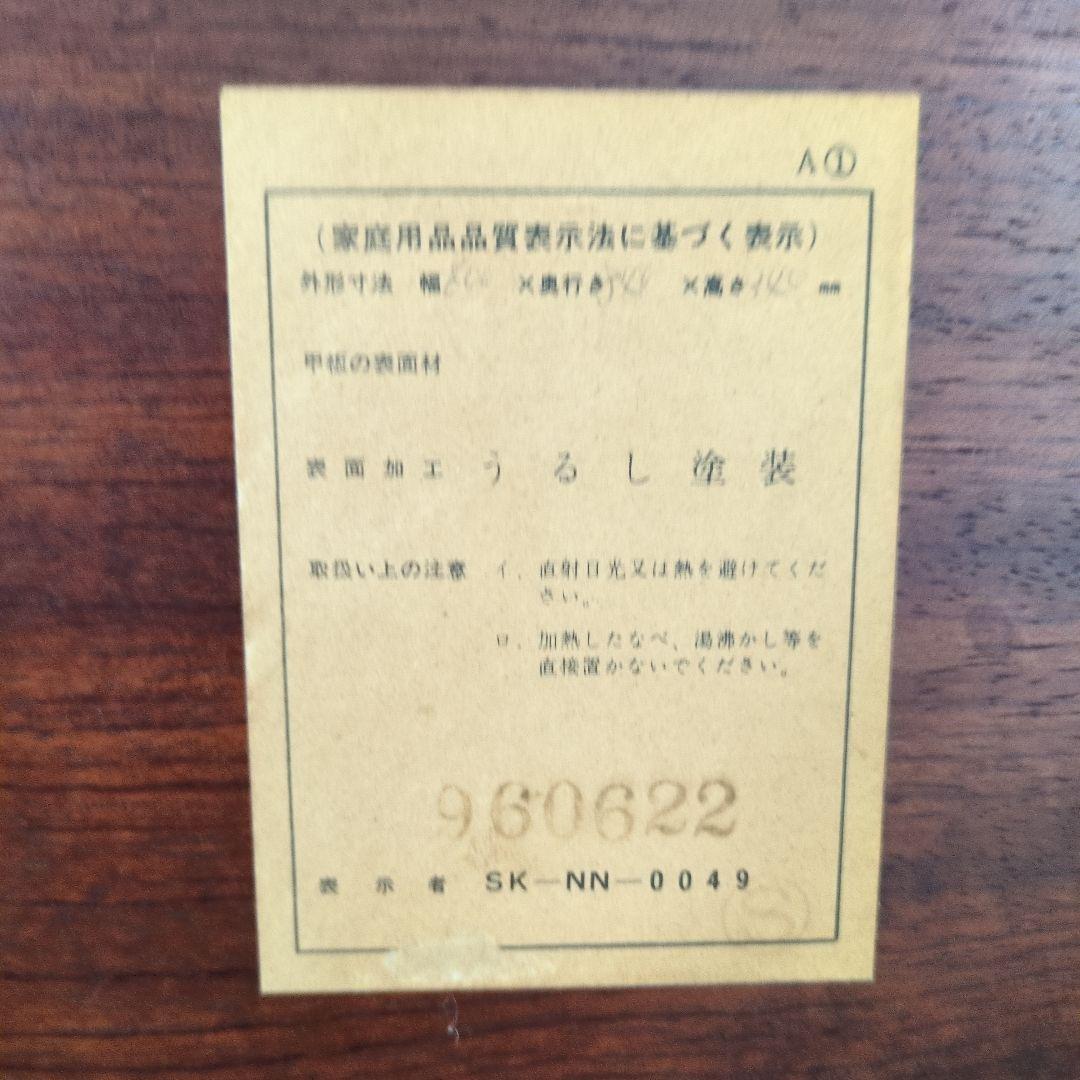 A①
(家庭用品品質表示法に基づく表示)
外形寸法 幅 ×奥行き ×高さ mm
甲板の表面材
表面加工 うるし塗装
取扱い上の注意 イ. 直射日光又は熱を避けてくだ
さい。
ロ. 加熱したなべ、湯沸かし等を
直接置かないでください。
960622
表示者 SK—NN—0049